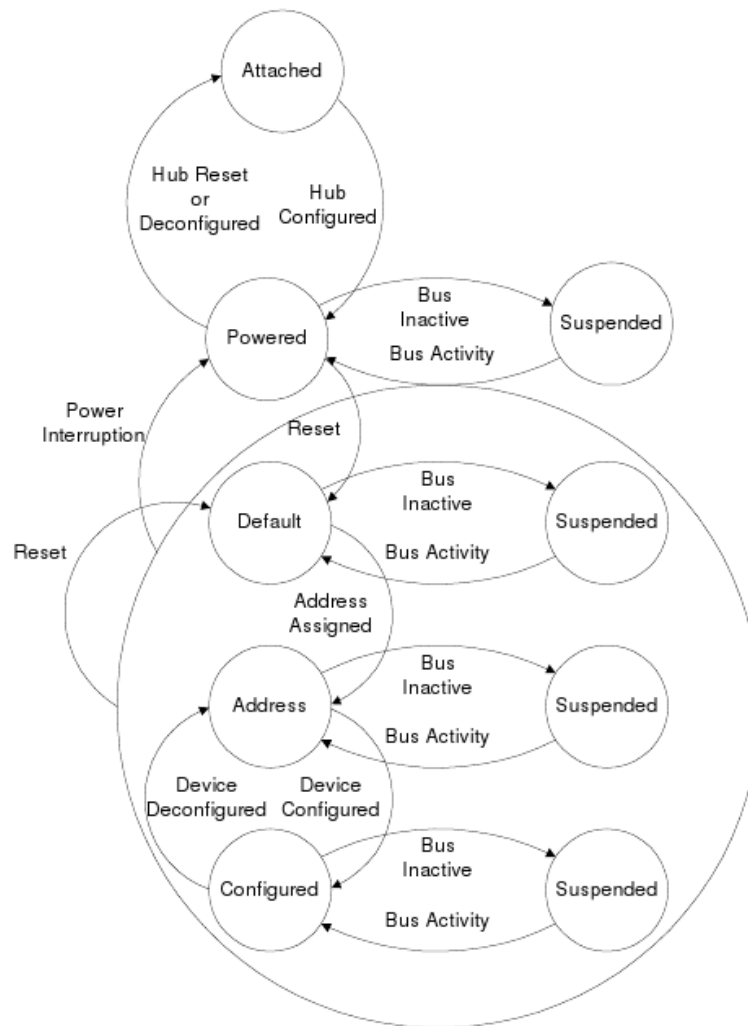 Attached
Hub Reset
or
Deconfigured
Hub
Configured
Powered
Bus
Inactive
Bus Activity
Suspended
Power
Interruption
Reset
Default
Bus
Inactive
Bus Activity
Suspended
Reset
Address
Assigned
Address
Bus
Inactive
Bus Activity
Suspended
Device
Deconfigured
Device
Configured
Configured
Bus
Inactive
Bus Activity
Suspended